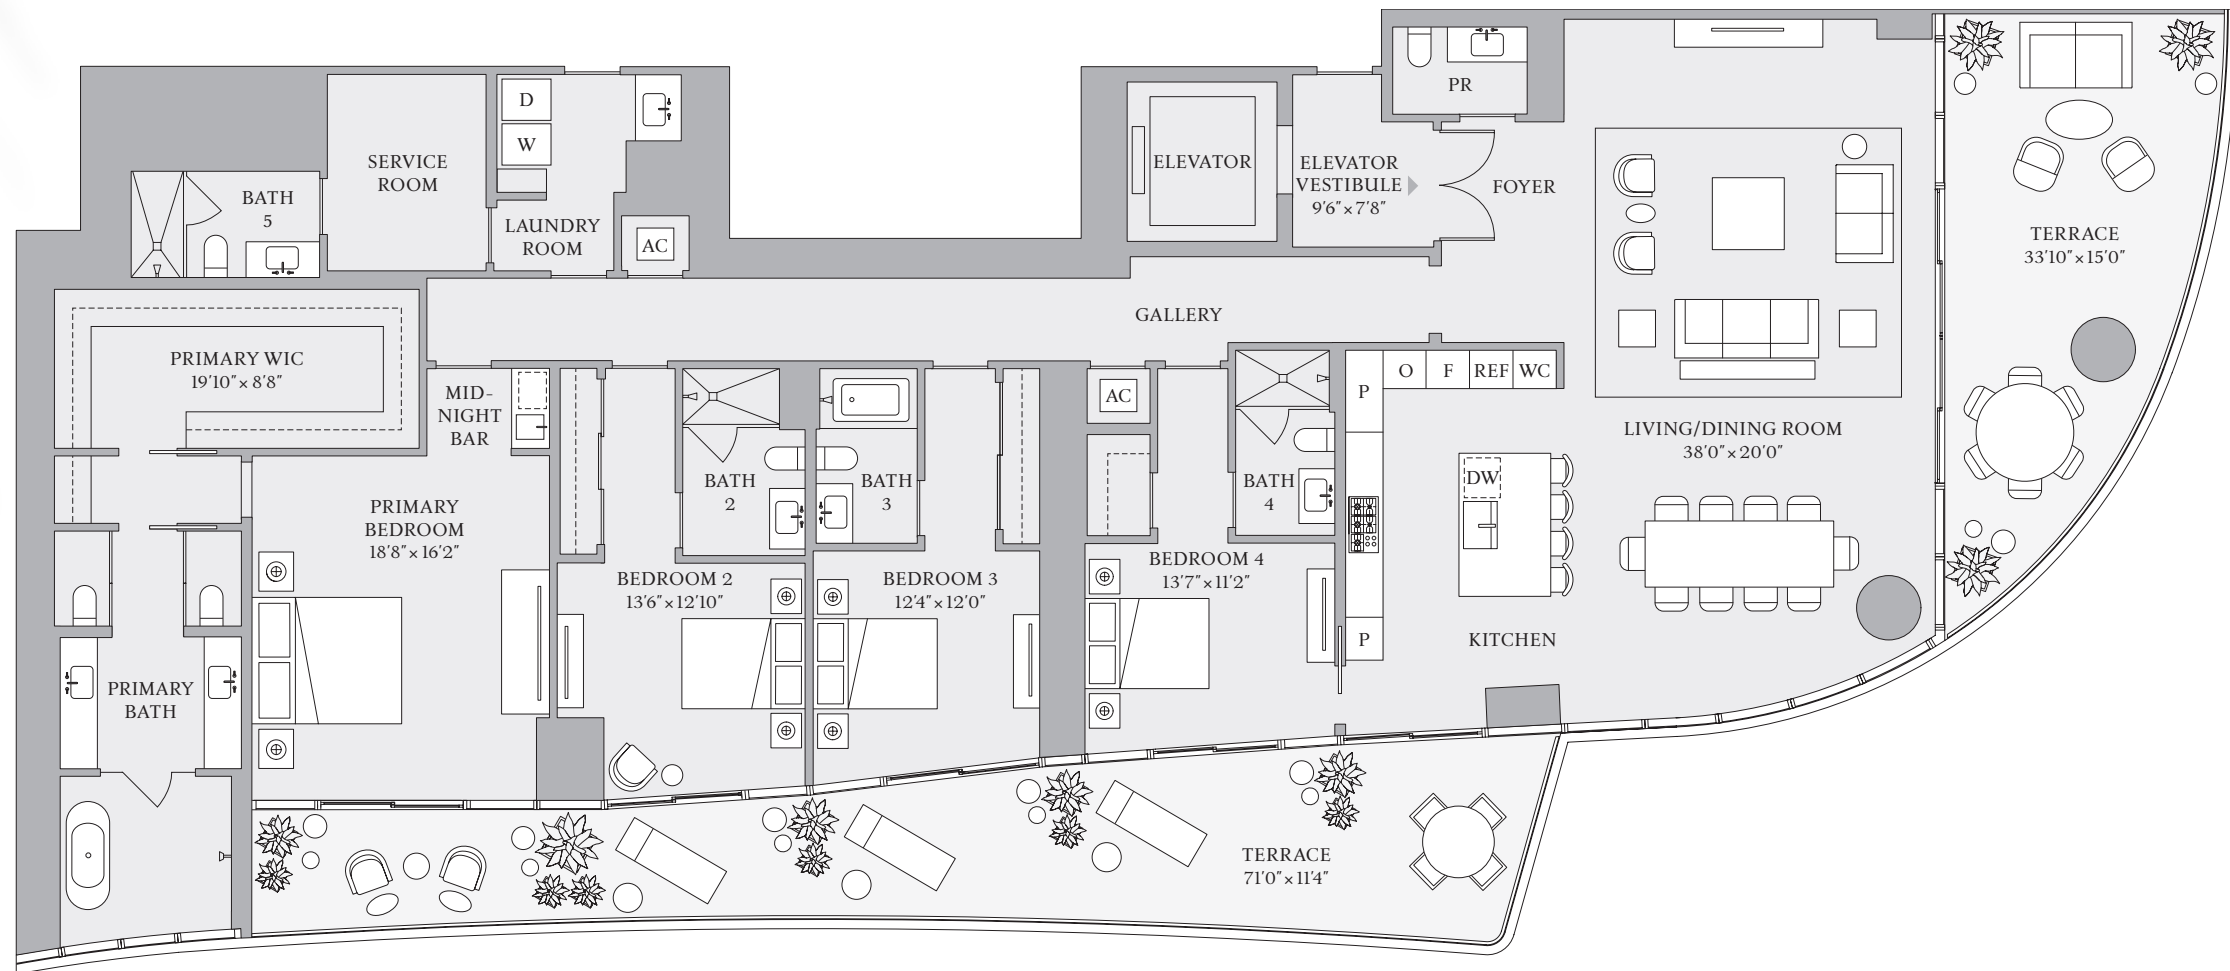 PR
D
W
SERVICE
ROOM
ELEVATOR
ELEVATOR
VESTIBULE
9'6"×7'8"
FOYER
BATH
5
LAUNDRY
ROOM
AC
TERRACE
33'10"×15'0"
GALLERY
PRIMARY WIC
19'10"×8'8"
MID-
NIGHT
BAR
AC
P
O
F
REF
WC
LIVING/DINING ROOM
38'0"×20'0"
PRIMARY
BEDROOM
18'8"×16'2"
BATH
2
BATH
3
BATH
4
DW
BEDROOM 2
13'6"×12'10"
BEDROOM 3
12'4"×12'0"
BEDROOM 4
13'7"×11'2"
P
KITCHEN
PRIMARY
BATH
TERRACE
71'0"×11'4"